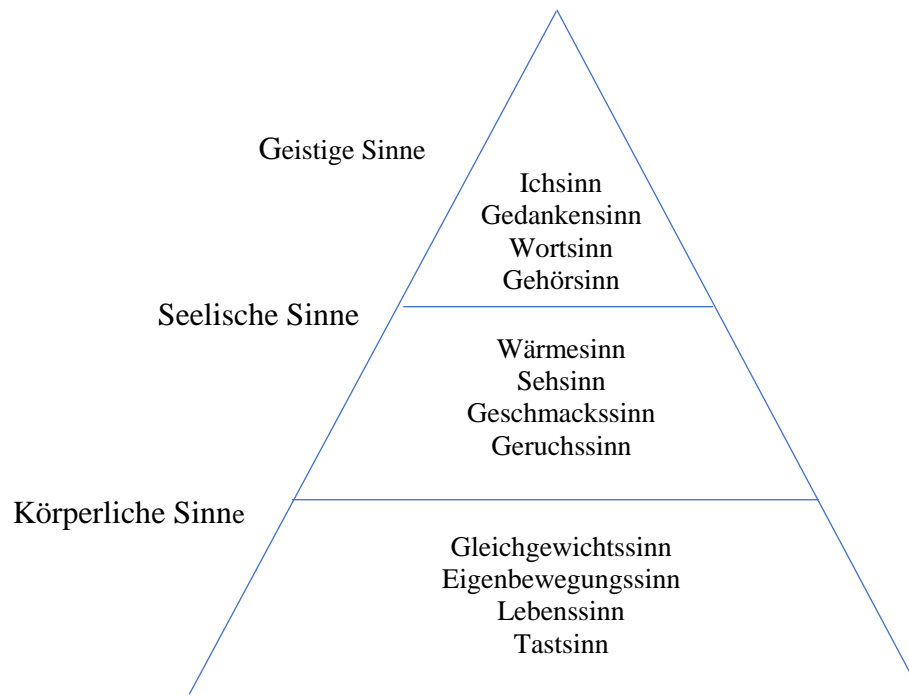 Geistige Sinne
Ichsinn
Gedankensinn
Wortsinn
Gehörsinn
Seelische Sinne
Wärmesinn
Sehsinn
Geschmackssinn
Geruchssinn
Körperliche Sinne
Gleichgewichtssinn
Eigenbewegungssinn
Lebenssinn
Tastsinn